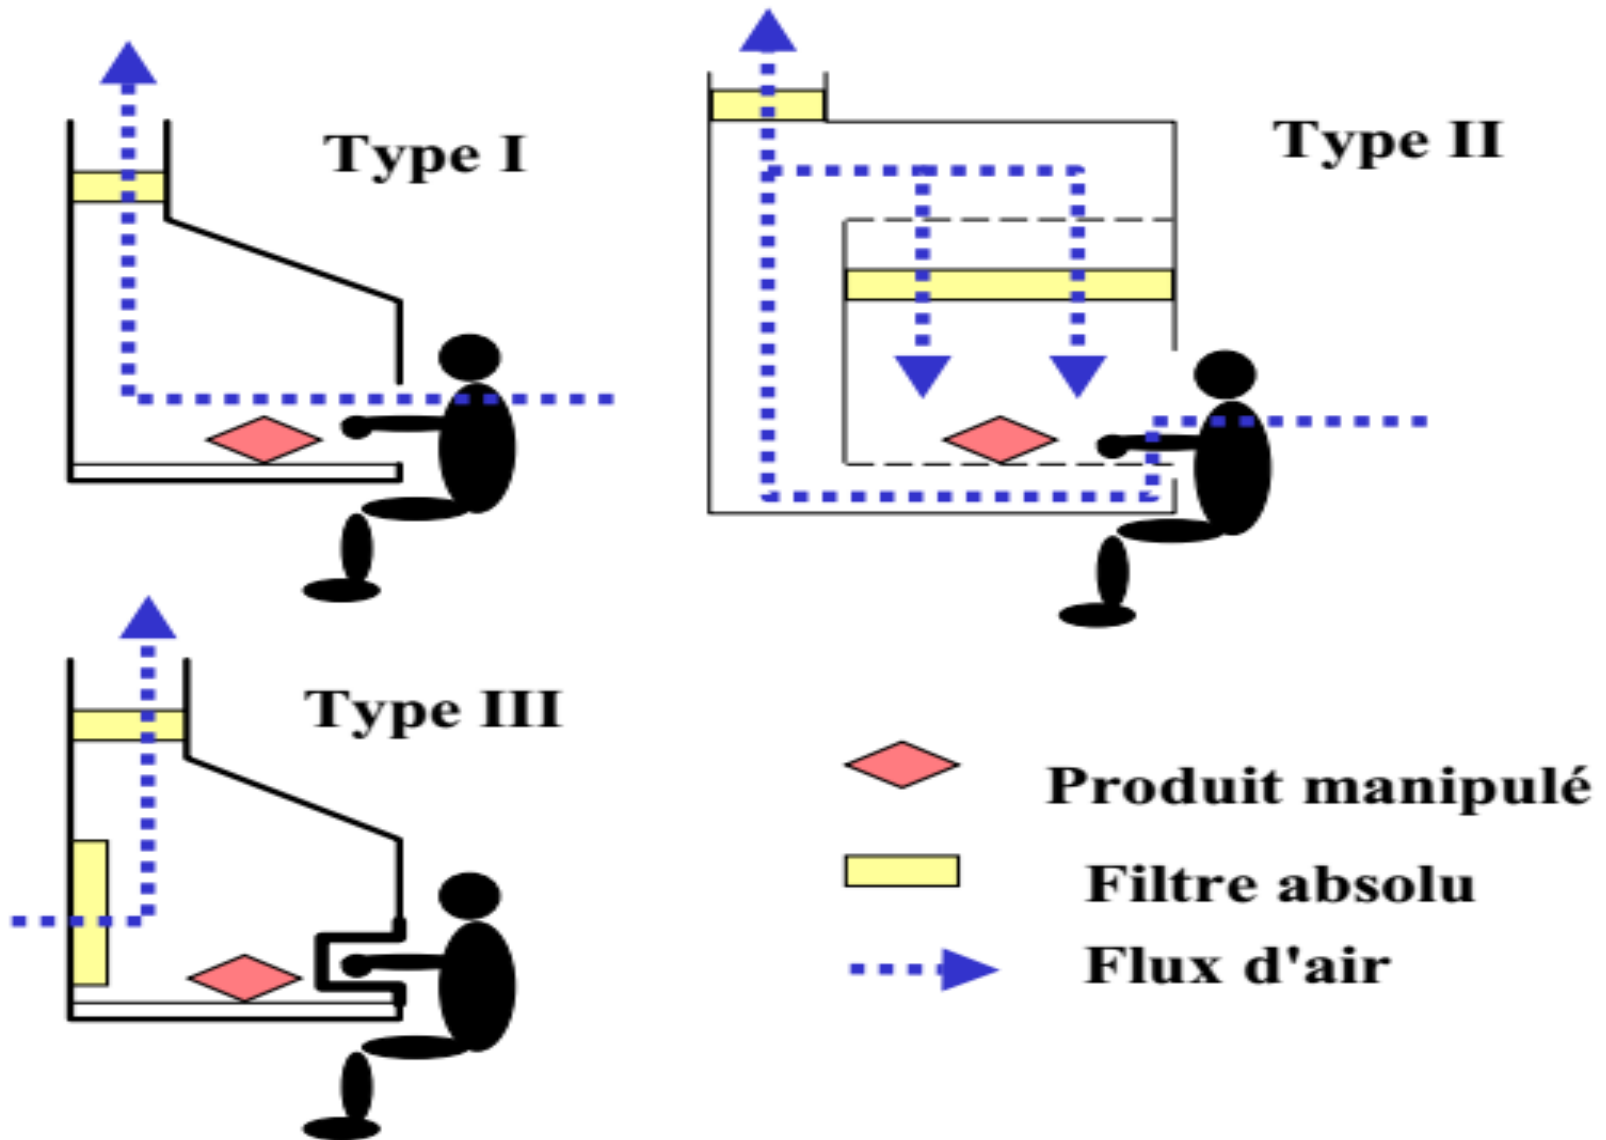 Type I
Type II
Type III
Produit manipulé
Filtre absolu
Flux d'air